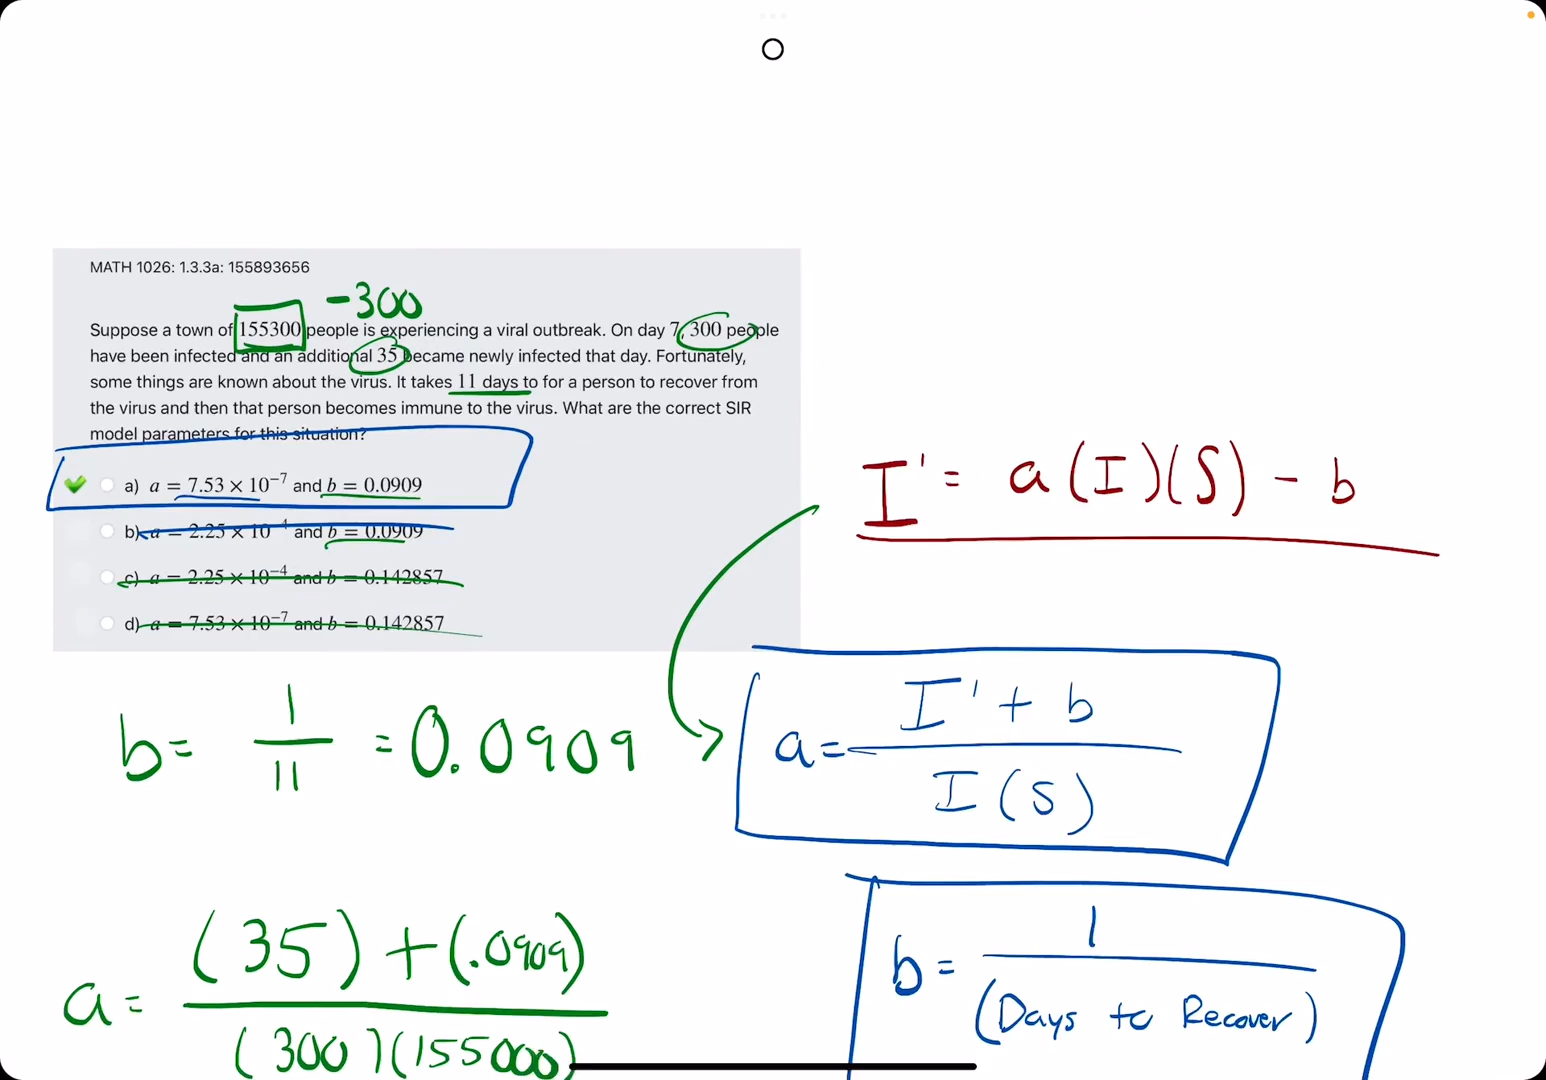 MATH 1026: 1.3.3a: 155893656
-300
Suppose a town of 155300 people is experiencing a viral outbreak. On day 7, 300 people
have been infected and an additional 35 became newly infected that day. Fortunately,
some things are known about the virus. It takes 11 days to for a person to recover from
the virus and then that person becomes immune to the virus. What are the correct SIR
model parameters for this situation?
a) a = 7.53 × 10⁻⁷ and b = 0.0909
b) a = 2.25 × 10⁻⁴ and b = 0.0909
c) a = 2.25 × 10⁻⁴ and b = 0.142857
d) a = 7.53 × 10⁻⁷ and b = 0.142857
I' = a (I)(S) - b
b = 1/11 = 0.0909
a = I' + b / I (S)
a = (35) + (.0909) / (300)(155000)
b = 1 / (Days to Recover)